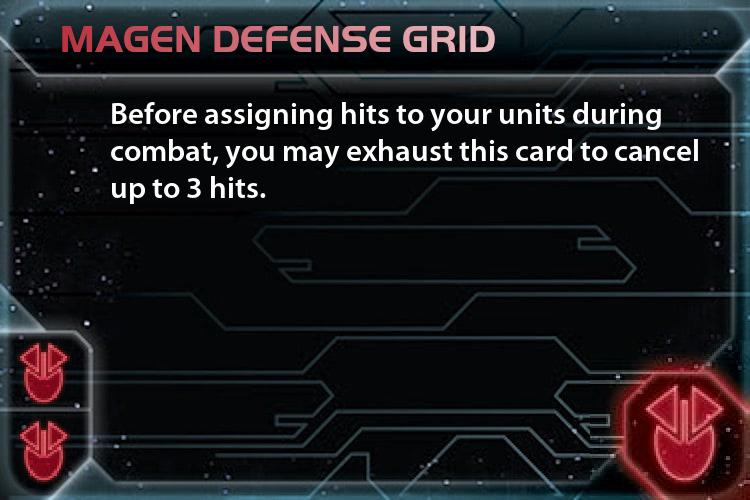 MAGEN DEFENSE GRID
Before assigning hits to your units during
combat, you may exhaust this card to cancel
up to 3 hits.